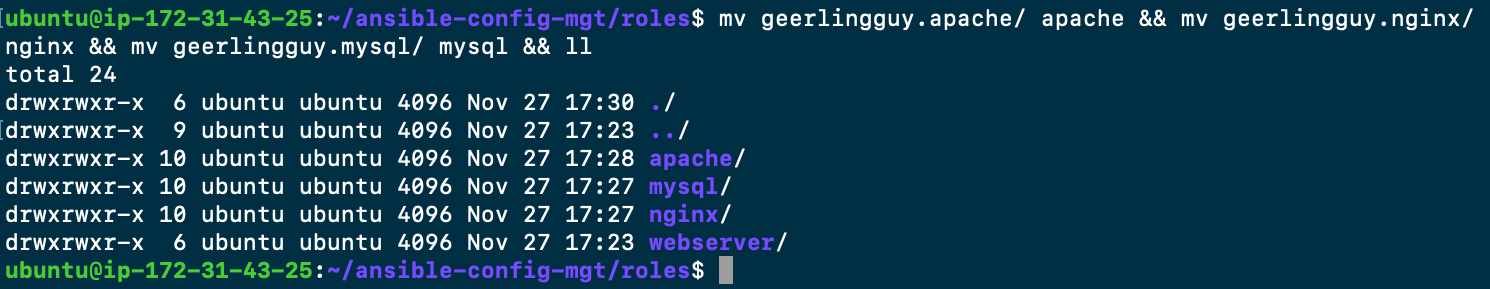 ubuntu@ip-172-31-43-25:~/ansible-config-mgt/roles$ mv geerlingguy.apache/ apache && mv geerlingguy.nginx/
nginx && mv geerlingguy.mysql/ mysql && ll
total 24
drwxrwxr-x  6 ubuntu ubuntu 4096 Nov 27 17:30 ./
drwxrwxr-x  9 ubuntu ubuntu 4096 Nov 27 17:23 ../
drwxrwxr-x 10 ubuntu ubuntu 4096 Nov 27 17:28 apache/
drwxrwxr-x 10 ubuntu ubuntu 4096 Nov 27 17:27 mysql/
drwxrwxr-x 10 ubuntu ubuntu 4096 Nov 27 17:27 nginx/
drwxrwxr-x  6 ubuntu ubuntu 4096 Nov 27 17:23 webserver/
ubuntu@ip-172-31-43-25:~/ansible-config-mgt/roles$